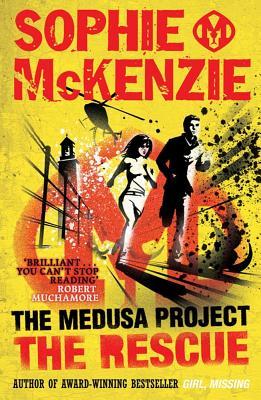 SOPHIE
McKENZIE
'BRILLIANT
... YOU CAN'T STOP
READING'
ROBERT
MUCHAMORE
THE MEDUSA PROJECT
THE RESCUE
AUTHOR OF AWARD-WINNING BESTSELLER GIRL, MISSING